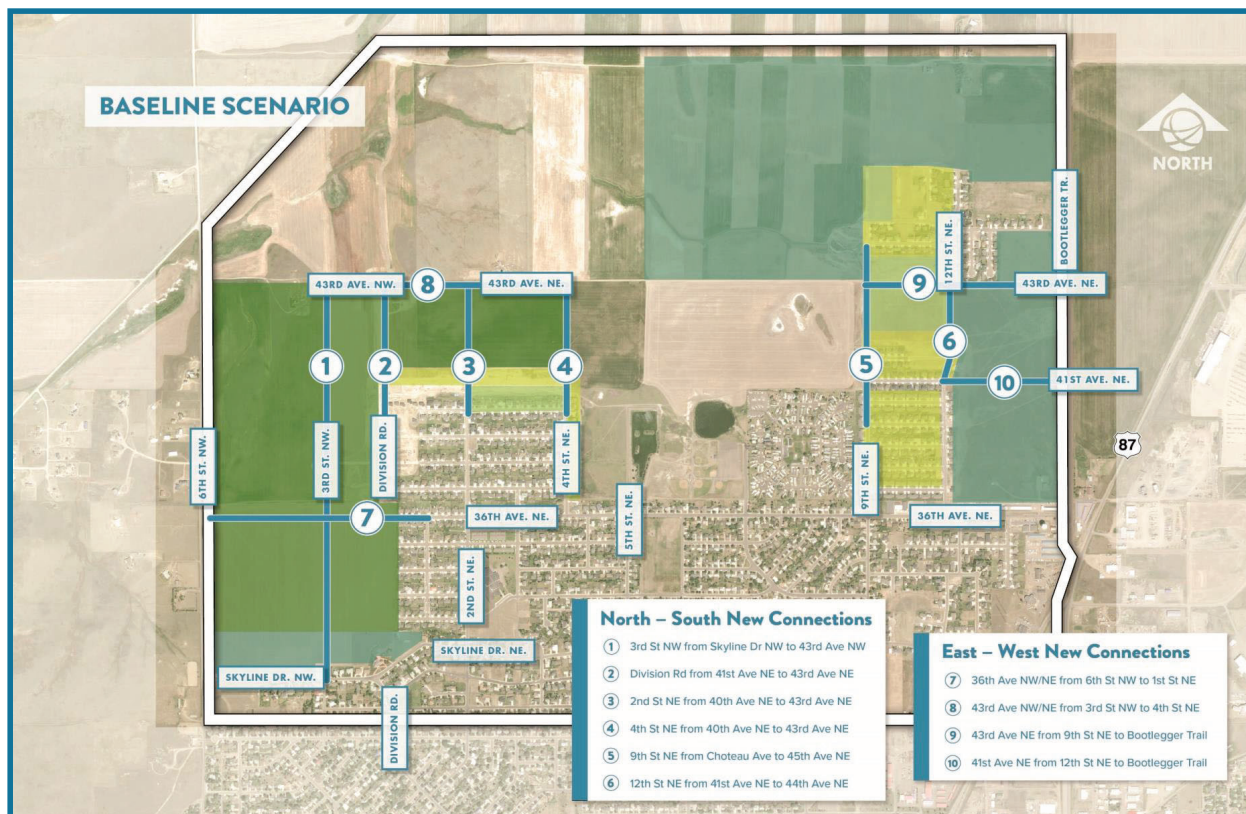 BASELINE SCENARIO
NORTH
BOOTLEGGER TR.
12TH ST. NE.
43RD AVE. NW.
8
43RD AVE. NE.
9
43RD AVE. NE.
1
2
3
4
5
6
10
41ST AVE. NE.
87
6TH ST. NW.
3RD ST. NW.
DIVISION RD.
4TH ST. NE.
9TH ST. NE.
7
36TH AVE. NE.
5TH ST. NE.
36TH AVE. NE.
2ND ST. NE.
SKYLINE DR. NE.
SKYLINE DR. NW.
DIVISION RD.
North – South New Connections
1 3rd St NW from Skyline Dr NW to 43rd Ave NW
2 Division Rd from 41st Ave NE to 43rd Ave NE
3 2nd St NE from 40th Ave NE to 43rd Ave NE
4 4th St NE from 40th Ave NE to 43rd Ave NE
5 9th St NE from Choteau Ave to 45th Ave NE
6 12th St NE from 41st Ave NE to 44th Ave NE
East – West New Connections
7 36th Ave NW/NE from 6th St NW to 1st St NE
8 43rd Ave NW/NE from 3rd St NW to 4th St NE
9 43rd Ave NE from 9th St NE to Bootlegger Trail
10 41st Ave NE from 12th St NE to Bootlegger Trail